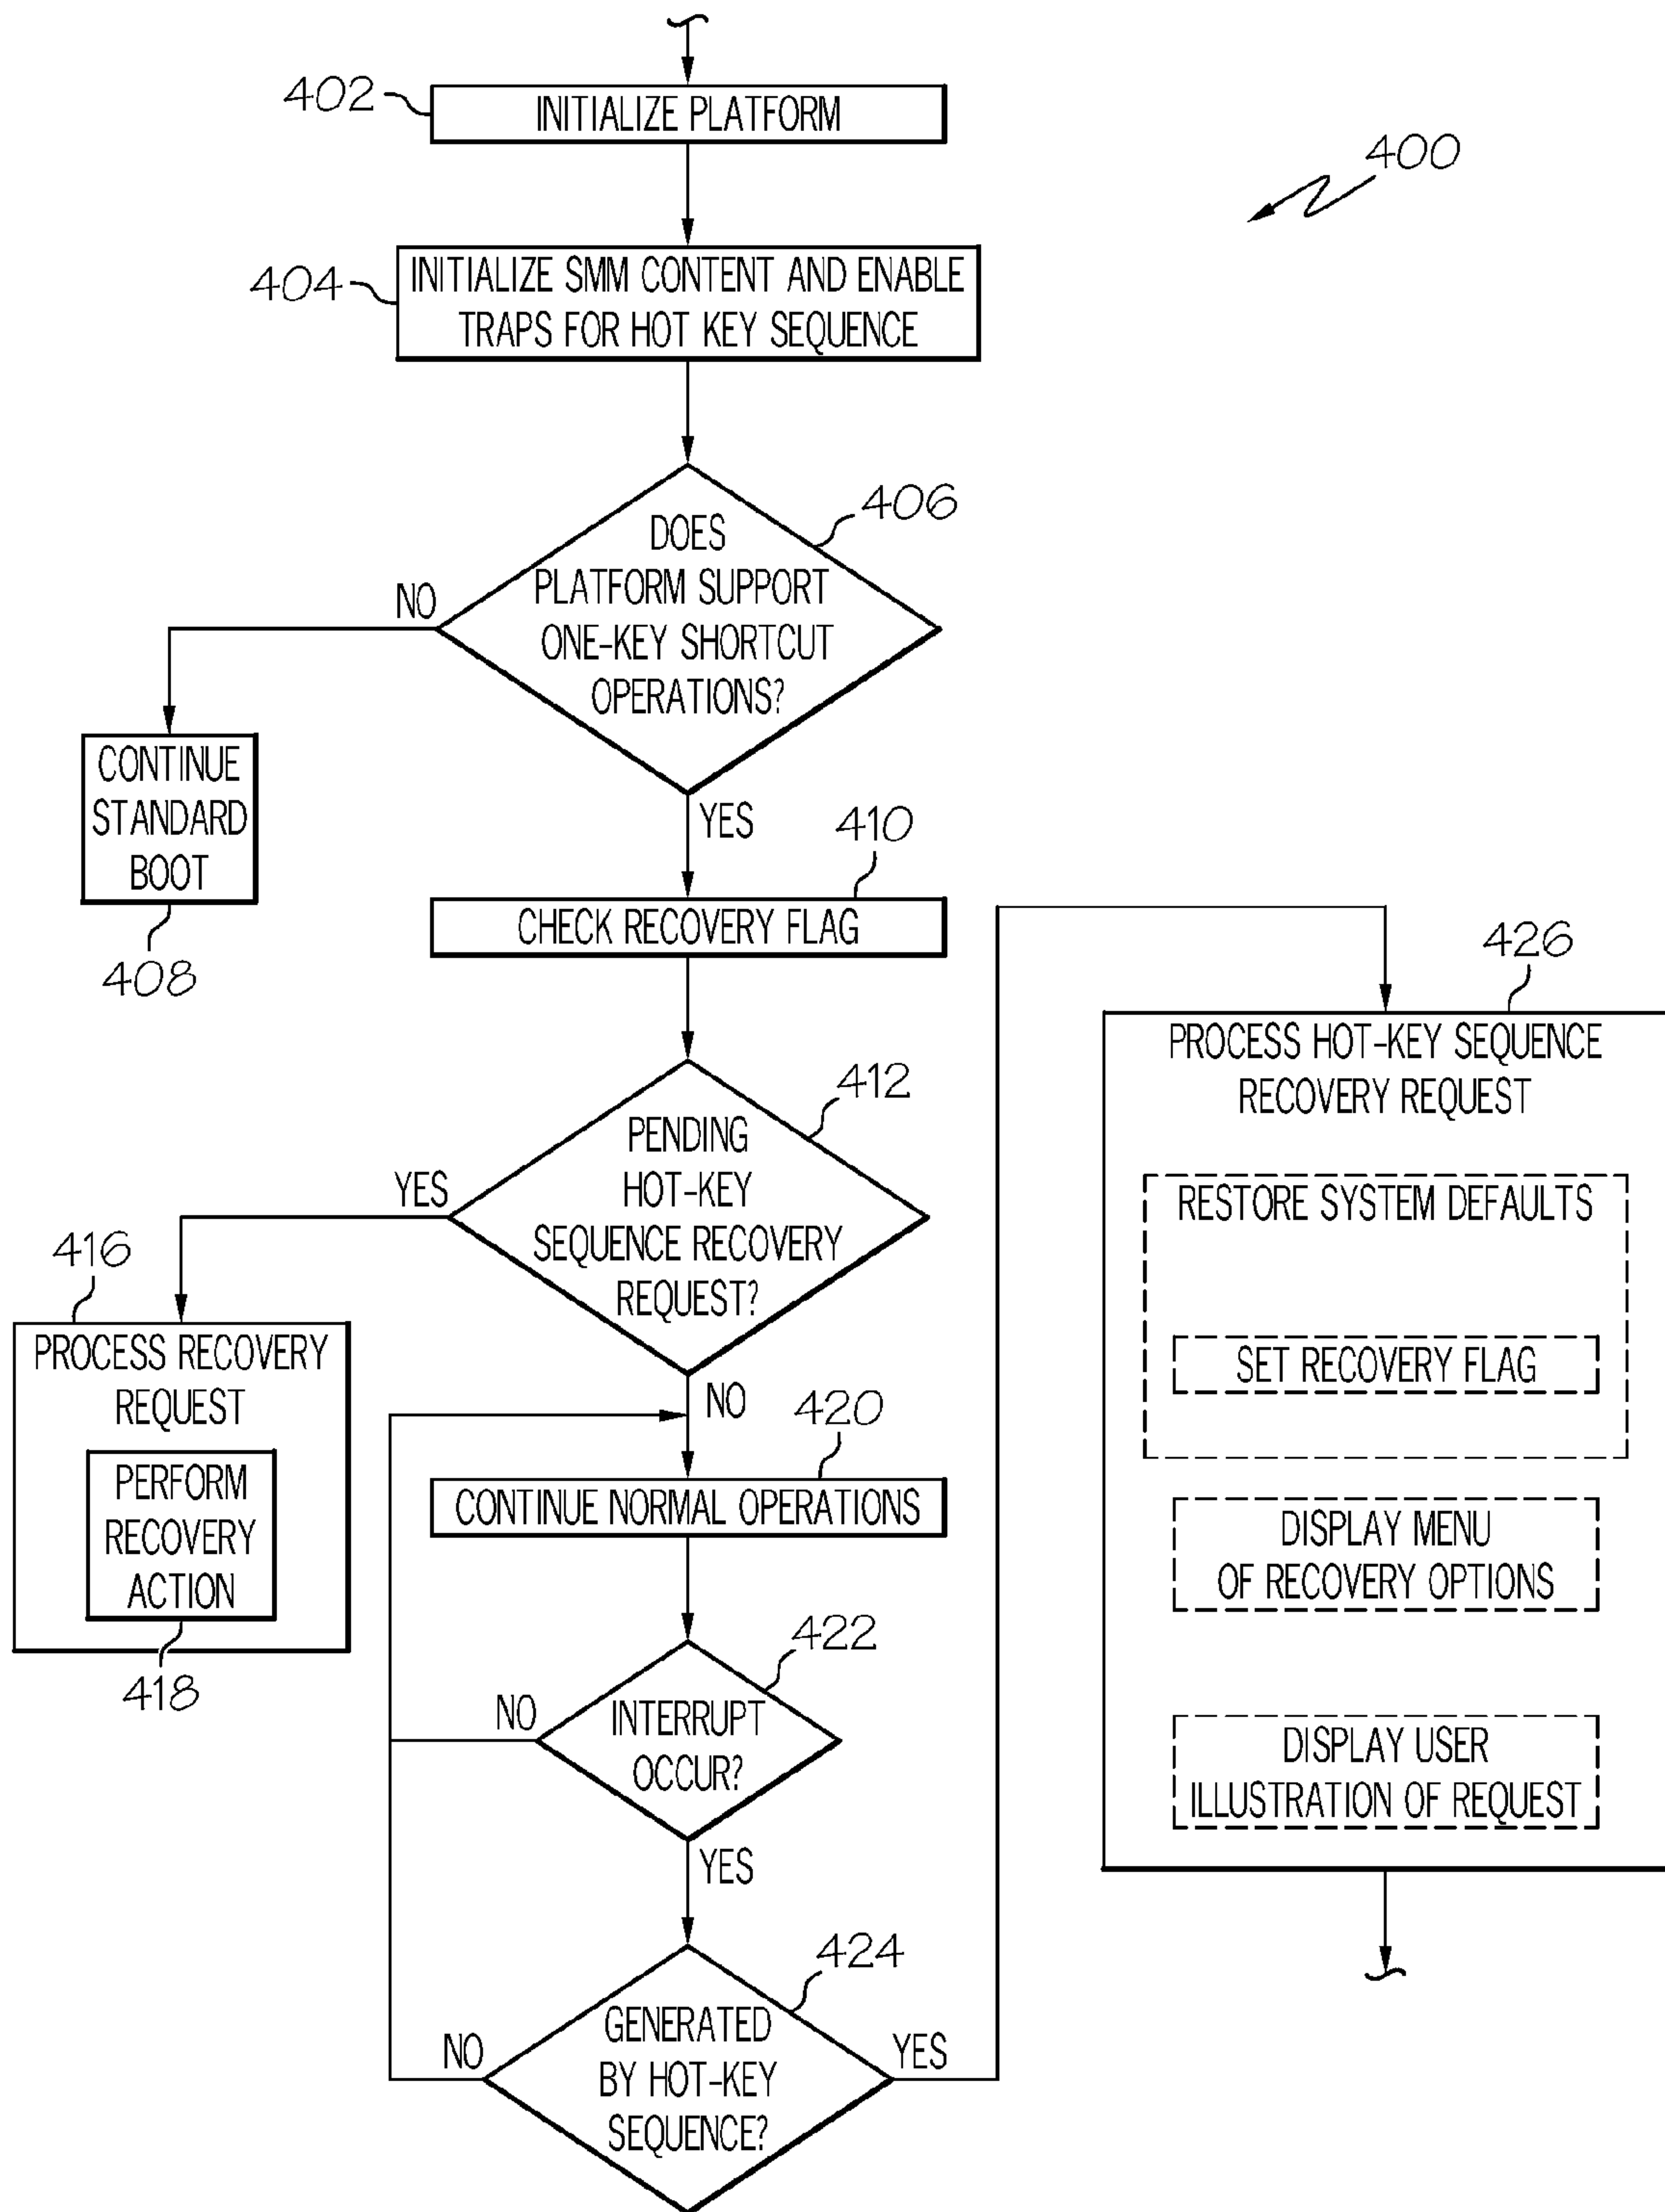 402
INITIALIZE PLATFORM
400
404
INITIALIZE SMM CONTENT AND ENABLE
TRAPS FOR HOT KEY SEQUENCE
406
DOES
PLATFORM SUPPORT
ONE-KEY SHORTCUT
OPERATIONS?
NO
YES
CONTINUE
STANDARD
BOOT
408
410
CHECK RECOVERY FLAG
412
PENDING
HOT-KEY
SEQUENCE RECOVERY
REQUEST?
YES
NO
416
PROCESS RECOVERY
REQUEST
PERFORM
RECOVERY
ACTION
418
420
CONTINUE NORMAL OPERATIONS
422
INTERRUPT
OCCUR?
NO
YES
424
GENERATED
BY HOT-KEY
SEQUENCE?
NO
YES
426
PROCESS HOT-KEY SEQUENCE
RECOVERY REQUEST
RESTORE SYSTEM DEFAULTS
SET RECOVERY FLAG
DISPLAY MENU
OF RECOVERY OPTIONS
DISPLAY USER
ILLUSTRATION OF REQUEST